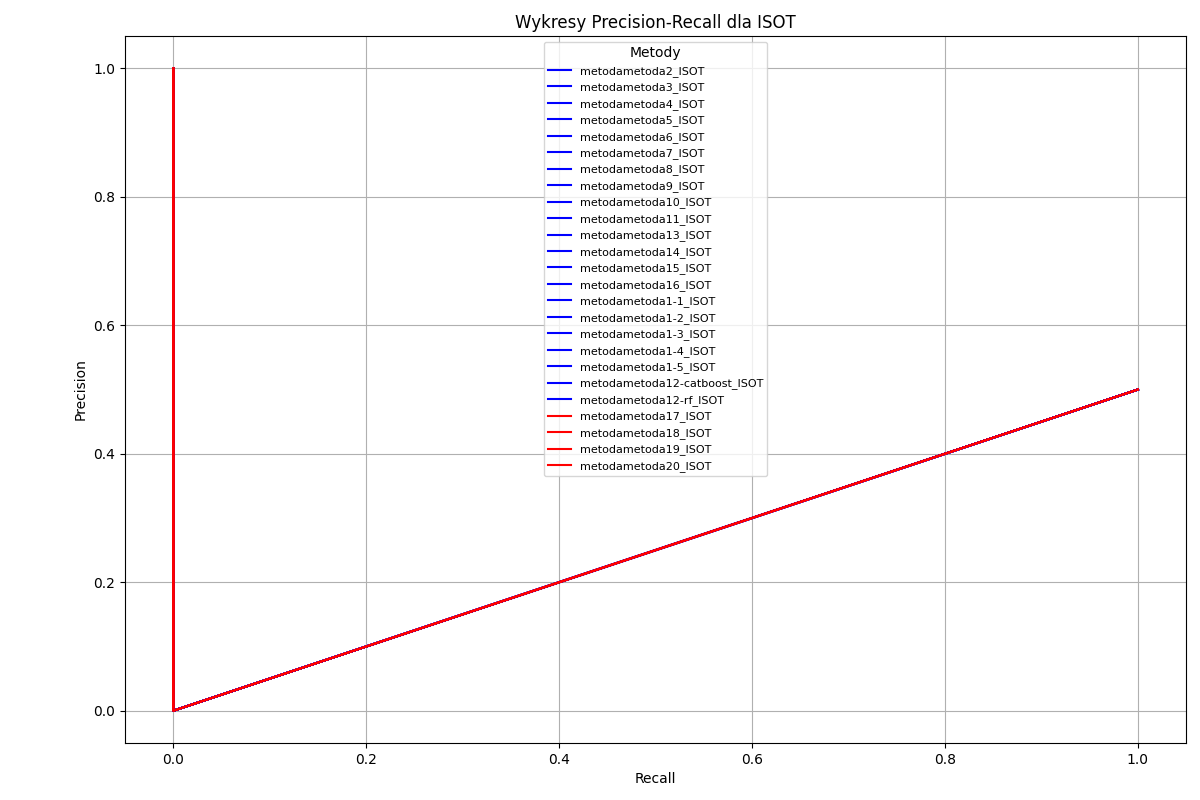 Wykresy Precision-Recall dla ISOT
Metody
metodametoda2_ISOT
metodametoda3_ISOT
metodametoda4_ISOT
metodametoda5_ISOT
metodametoda6_ISOT
metodametoda7_ISOT
metodametoda8_ISOT
metodametoda9_ISOT
metodametoda10_ISOT
metodametoda11_ISOT
metodametoda13_ISOT
metodametoda14_ISOT
metodametoda15_ISOT
metodametoda16_ISOT
metodametoda1-1_ISOT
metodametoda1-2_ISOT
metodametoda1-3_ISOT
metodametoda1-4_ISOT
metodametoda1-5_ISOT
metodametoda12-catboost_ISOT
metodametoda12-rf_ISOT
metodametoda17_ISOT
metodametoda18_ISOT
metodametoda19_ISOT
metodametoda20_ISOT
1.0
0.8
0.6
0.4
0.2
0.0
Precision
0.0 0.2 0.4 0.6 0.8 1.0
Recall